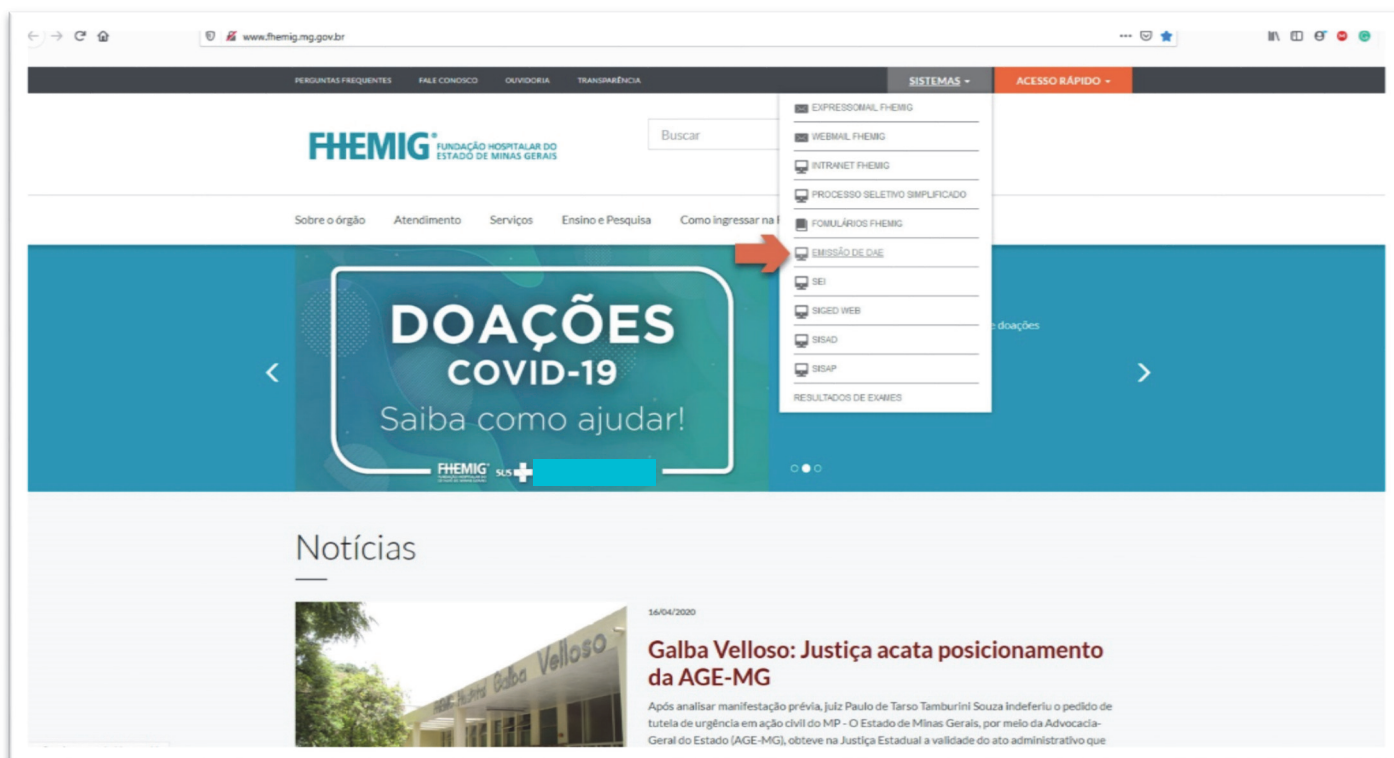 www.fhemig.mg.gov.br
PERGUNTAS FREQUENTES FALE CONOSCO OUVIDORIA TRANSPARÊNCIA SISTEMAS ACESSO RÁPIDO
EXPRESSOMAIL FHEMIG
WEBMAIL FHEMIG
INTRANET FHEMIG
PROCESSO SELETIVO SIMPLIFICADO
FOMULÁRIOS FHEMIG
EMISSÃO DE DAE
SEI
SIGED WEB
SISAD
SISAP
RESULTADOS DE EXAMES
FHEMIG FUNDAÇÃO HOSPITALAR DO
ESTADO DE MINAS GERAIS
Buscar
Sobre o órgão Atendimento Serviços Ensino e Pesquisa Como ingressar na
DOAÇÕES
COVID-19
Saiba como ajudar!
FHEMIG SUS
doações
Notícias
HGVC Hospital Galba Velloso
16/04/2020
Galba Velloso: Justiça acata posicionamento
da AGE-MG
Após analisar manifestação prévia, juiz Paulo de Tarso Tamburini Souza indeferiu o pedido de
tutela de urgência em ação civil do MP - O Estado de Minas Gerais, por meio da Advocacia-
Geral do Estado (AGE-MG), obteve na Justiça Estadual a validade do ato administrativo que